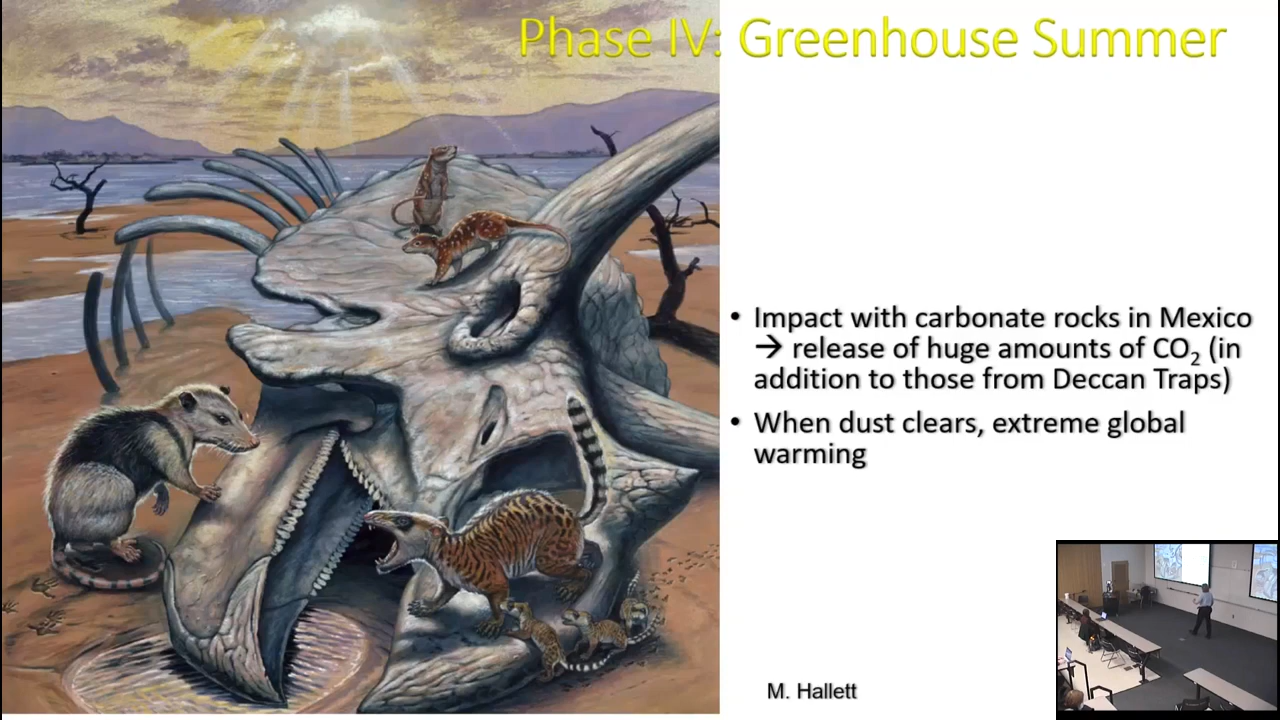 Phase IV: Greenhouse Summer
• Impact with carbonate rocks in Mexico
→ release of huge amounts of CO₂ (in
addition to those from Deccan Traps)
• When dust clears, extreme global
warming
M. Hallett